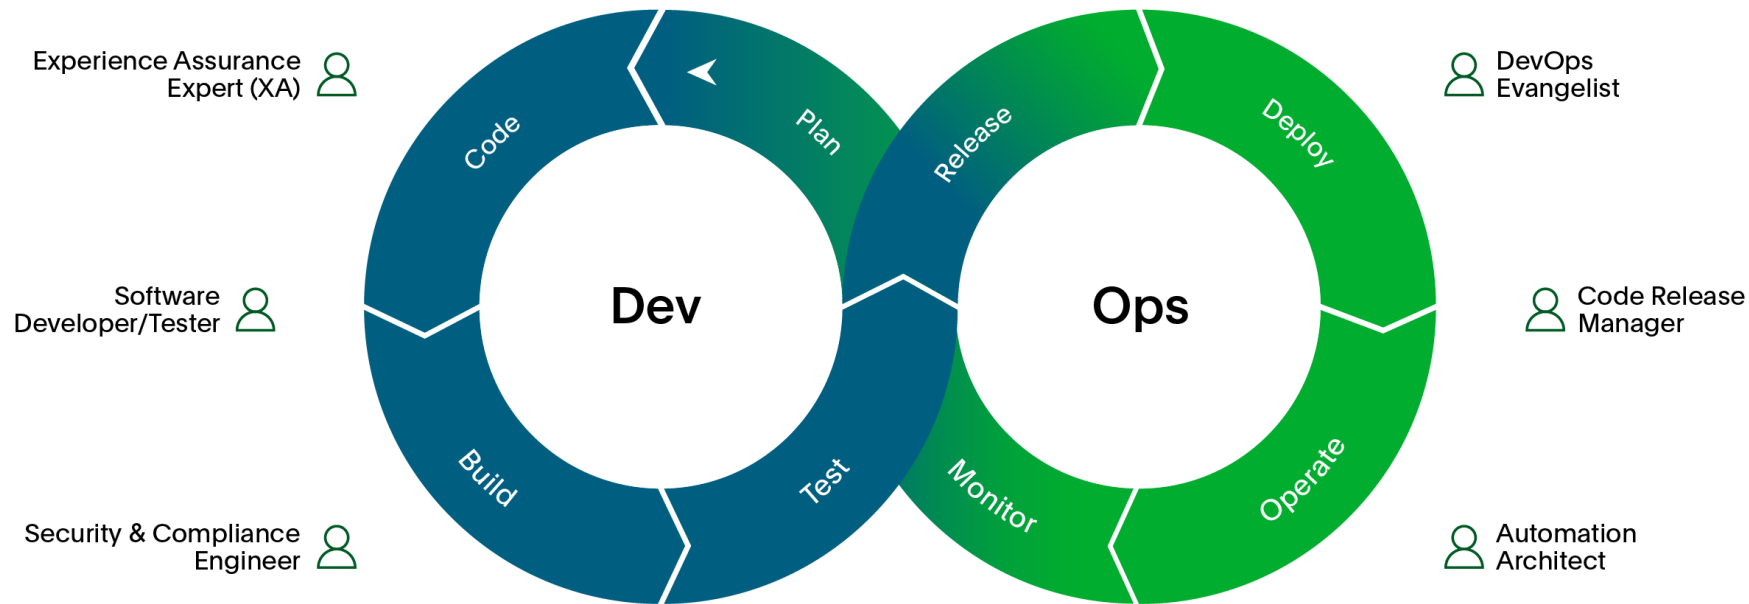 Experience Assurance
Expert (XA)
Software
Developer/Tester
Security & Compliance
Engineer
Code
Plan
Dev
Build
Test
Release
Deploy
Ops
Monitor
Operate
DevOps
Evangelist
Code Release
Manager
Automation
Architect